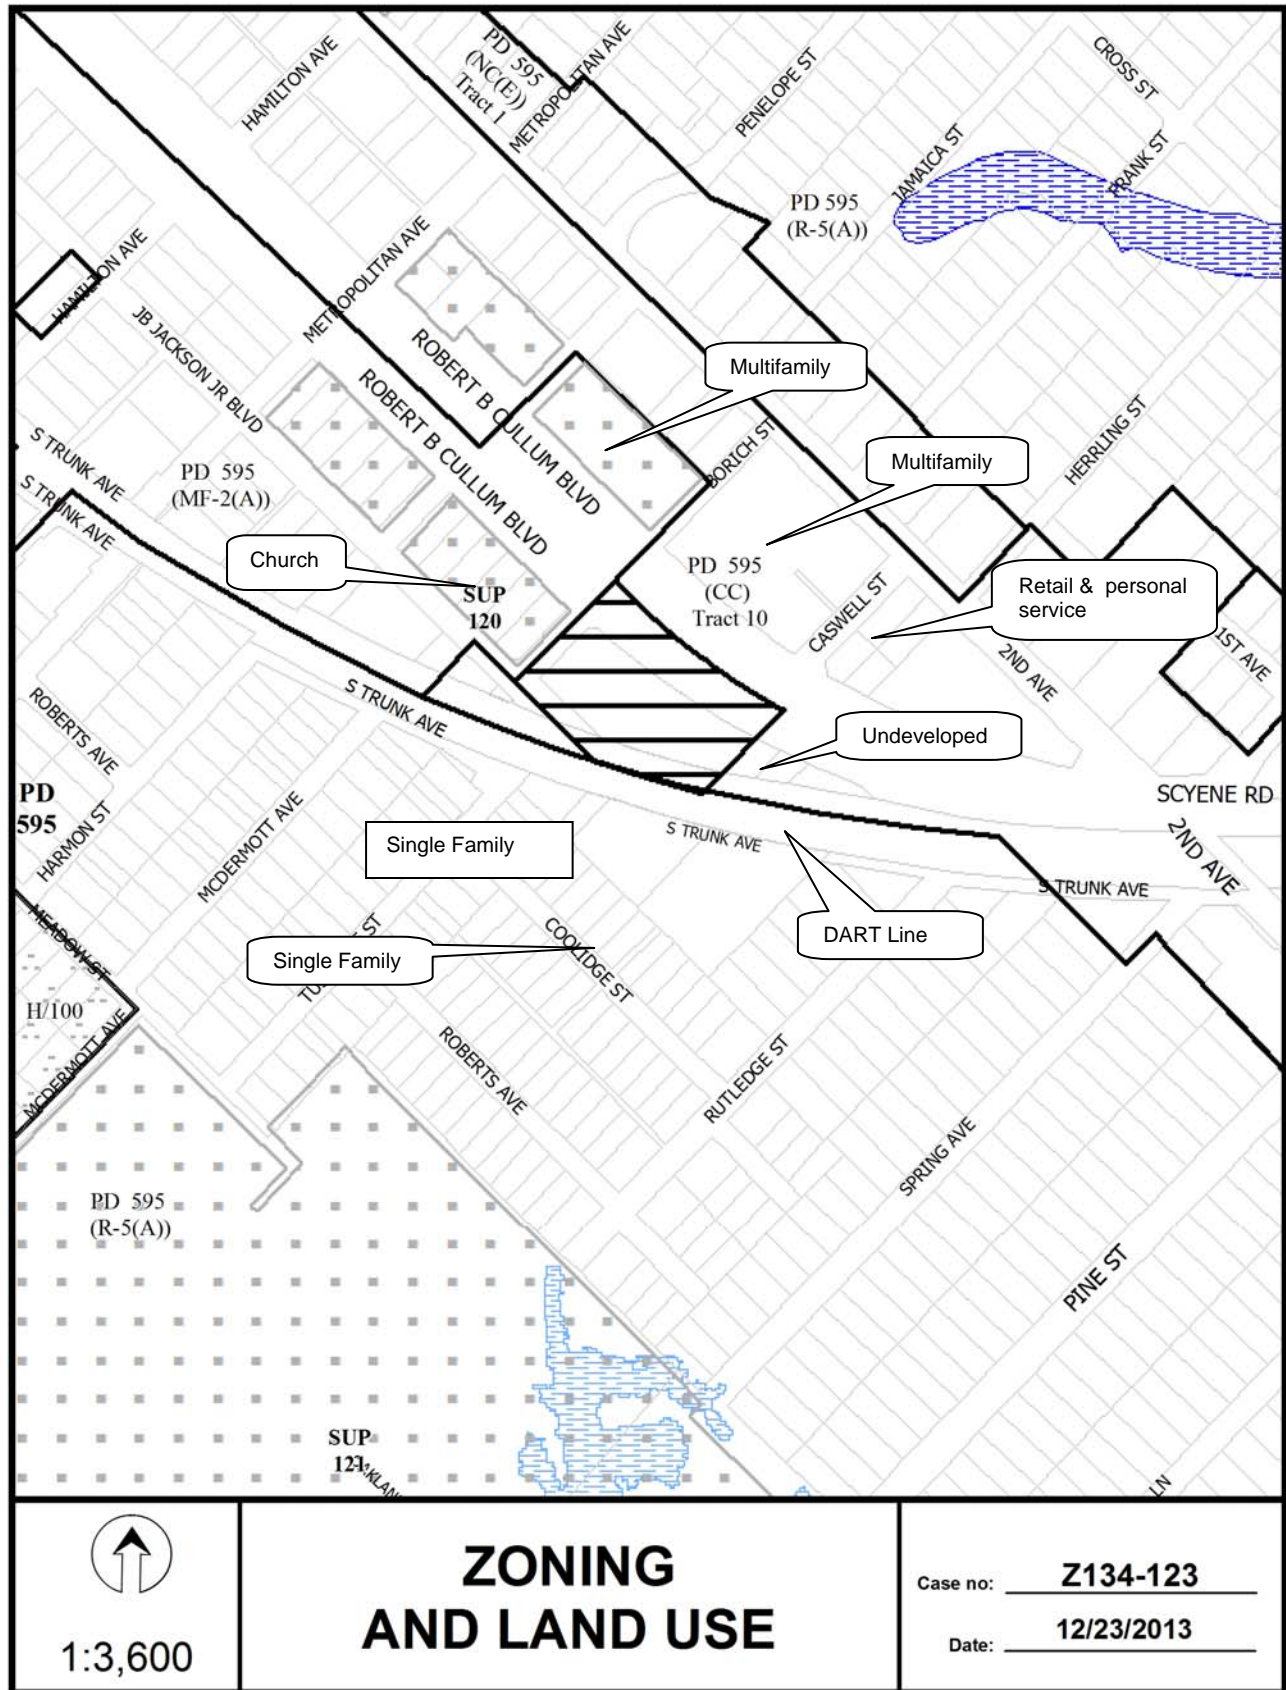 HAMILTON AVE
PD 595
(NC(E))
Tract 1
METROPOLITAN AVE
PENELOPE ST
CROSS ST
JAMAICA ST
FRANK ST
PD 595
(R-5(A))
HAMILTON AVE
METROPOLITAN AVE
JB JACKSON JR BLVD
ROBERT B CULLUM BLVD
ROBERT B CULLUM BLVD
Multifamily
BORICH ST
HERRLING ST
Multifamily
S TRUNK AVE
S TRUNK AVE
PD 595
(MF-2(A))
Church
SUP
120
PD 595
(CC)
Tract 10
CASWELL ST
Retail & personal
service
2ND AVE
1ST AVE
ROBERTS AVE
S TRUNK AVE
Undeveloped
SCYENE RD
PD
595
HARMON ST
MCDERMOTT AVE
Single Family
S TRUNK AVE
2ND AVE
S TRUNK AVE
DART Line
MEADOW ST
Single Family
COOLIDGE ST
H/100
MCDERMOTT AVE
ROBERTS AVE
RUTLEDGE ST
SPRING AVE
PD 595
(R-5(A))
PINE ST
SUP
121
LN
1:3,600
ZONING
AND LAND USE
Case no: Z134-123
Date: 12/23/2013